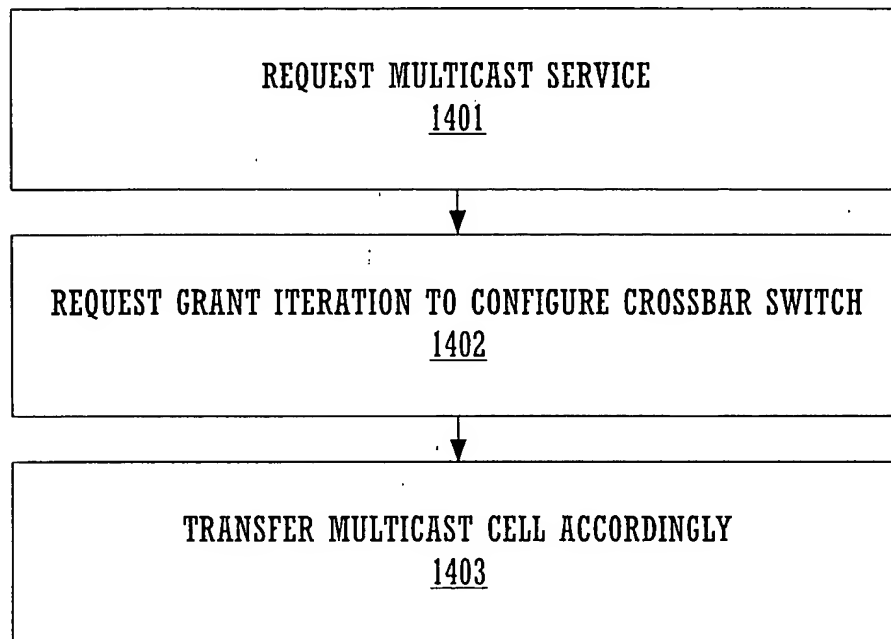 REQUEST MULTICAST SERVICE
1401
REQUEST GRANT ITERATION TO CONFIGURE CROSSBAR SWITCH
1402
TRANSFER MULTICAST CELL ACCORDINGLY
1403